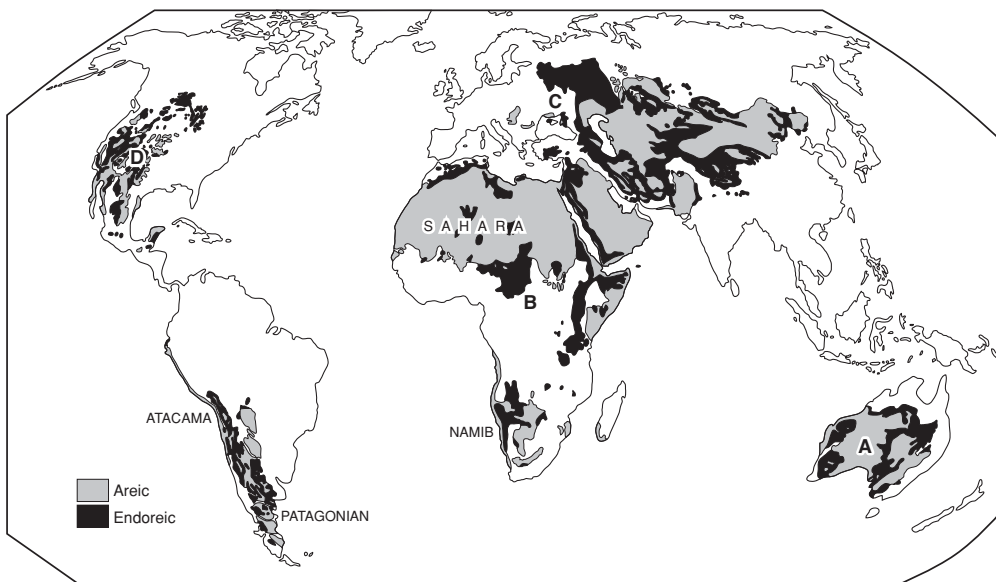 C
D
SAHARA
B
ATACAMA
NAMIB
A
Areic
Endoreic
PATAGONIAN